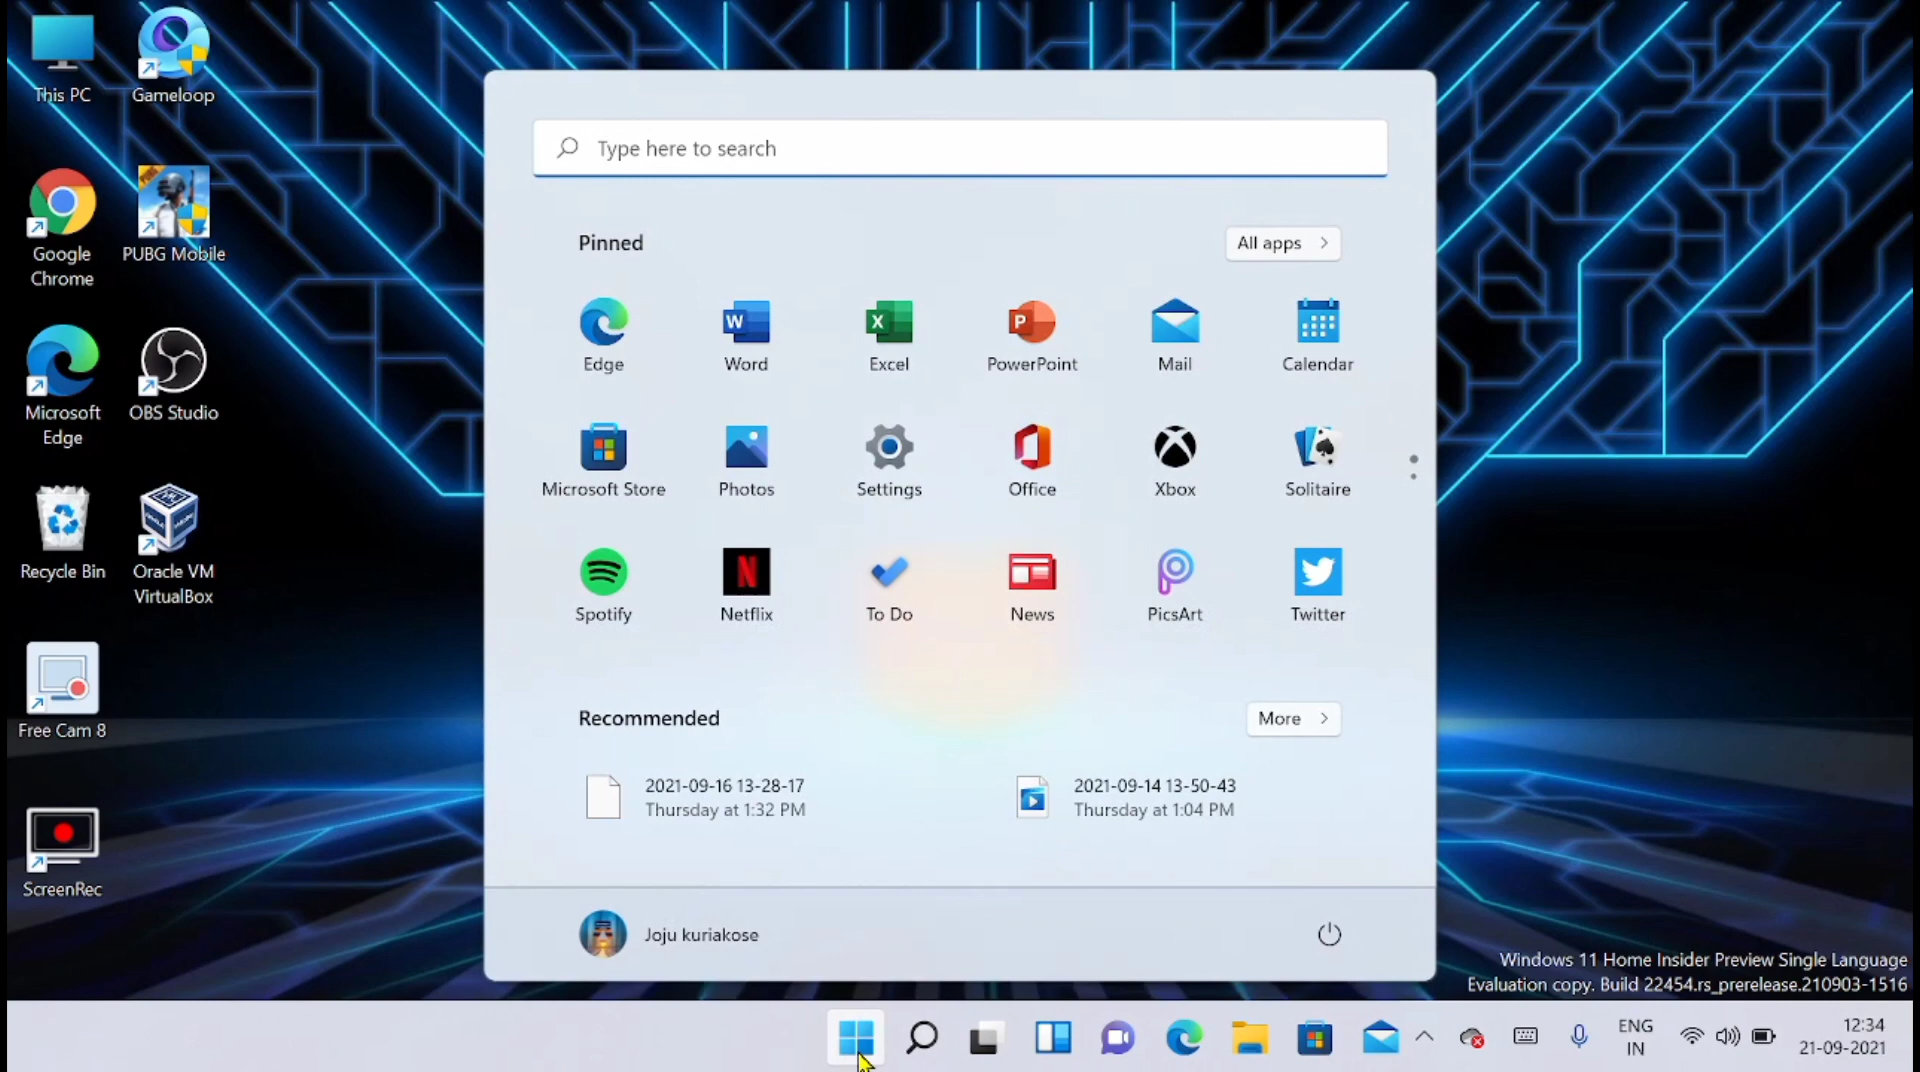 This PC
Gameloop
Google
Chrome
PUBG Mobile
Microsoft
Edge
OBS Studio
Recycle Bin
Oracle VM
VirtualBox
Free Cam 8
ScreenRec
Type here to search
Pinned
All apps
Edge
Word
Excel
PowerPoint
Mail
Calendar
Microsoft Store
Photos
Settings
Office
Xbox
Solitaire
Spotify
Netflix
To Do
News
PicsArt
Twitter
Recommended
More
2021-09-16 13-28-17
Thursday at 1:32 PM
2021-09-14 13-50-43
Thursday at 1:04 PM
Joju kuriakose
Windows 11 Home Insider Preview Single Language
Evaluation copy. Build 22454.rs_prerelease.210903-1516
ENG
IN
12:34
21-09-2021